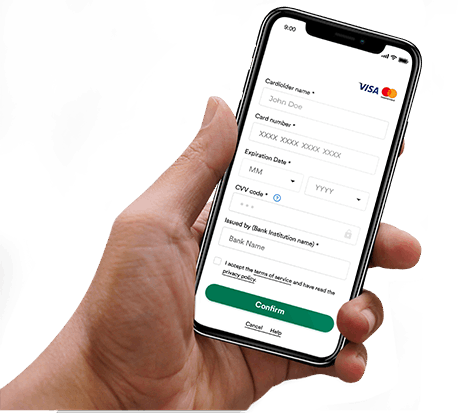 9:00
VISA
Cardlolder name *
John Doe
Card number *
XXXX XXXX XXXX XXXX
Expiration Date *
MM
YYYY
CVV code * ?
Issued by (Bank Institution name) *
Bank Name
I accept the terms of service and have read the
privacy policy.
Confirm
Cancel Help